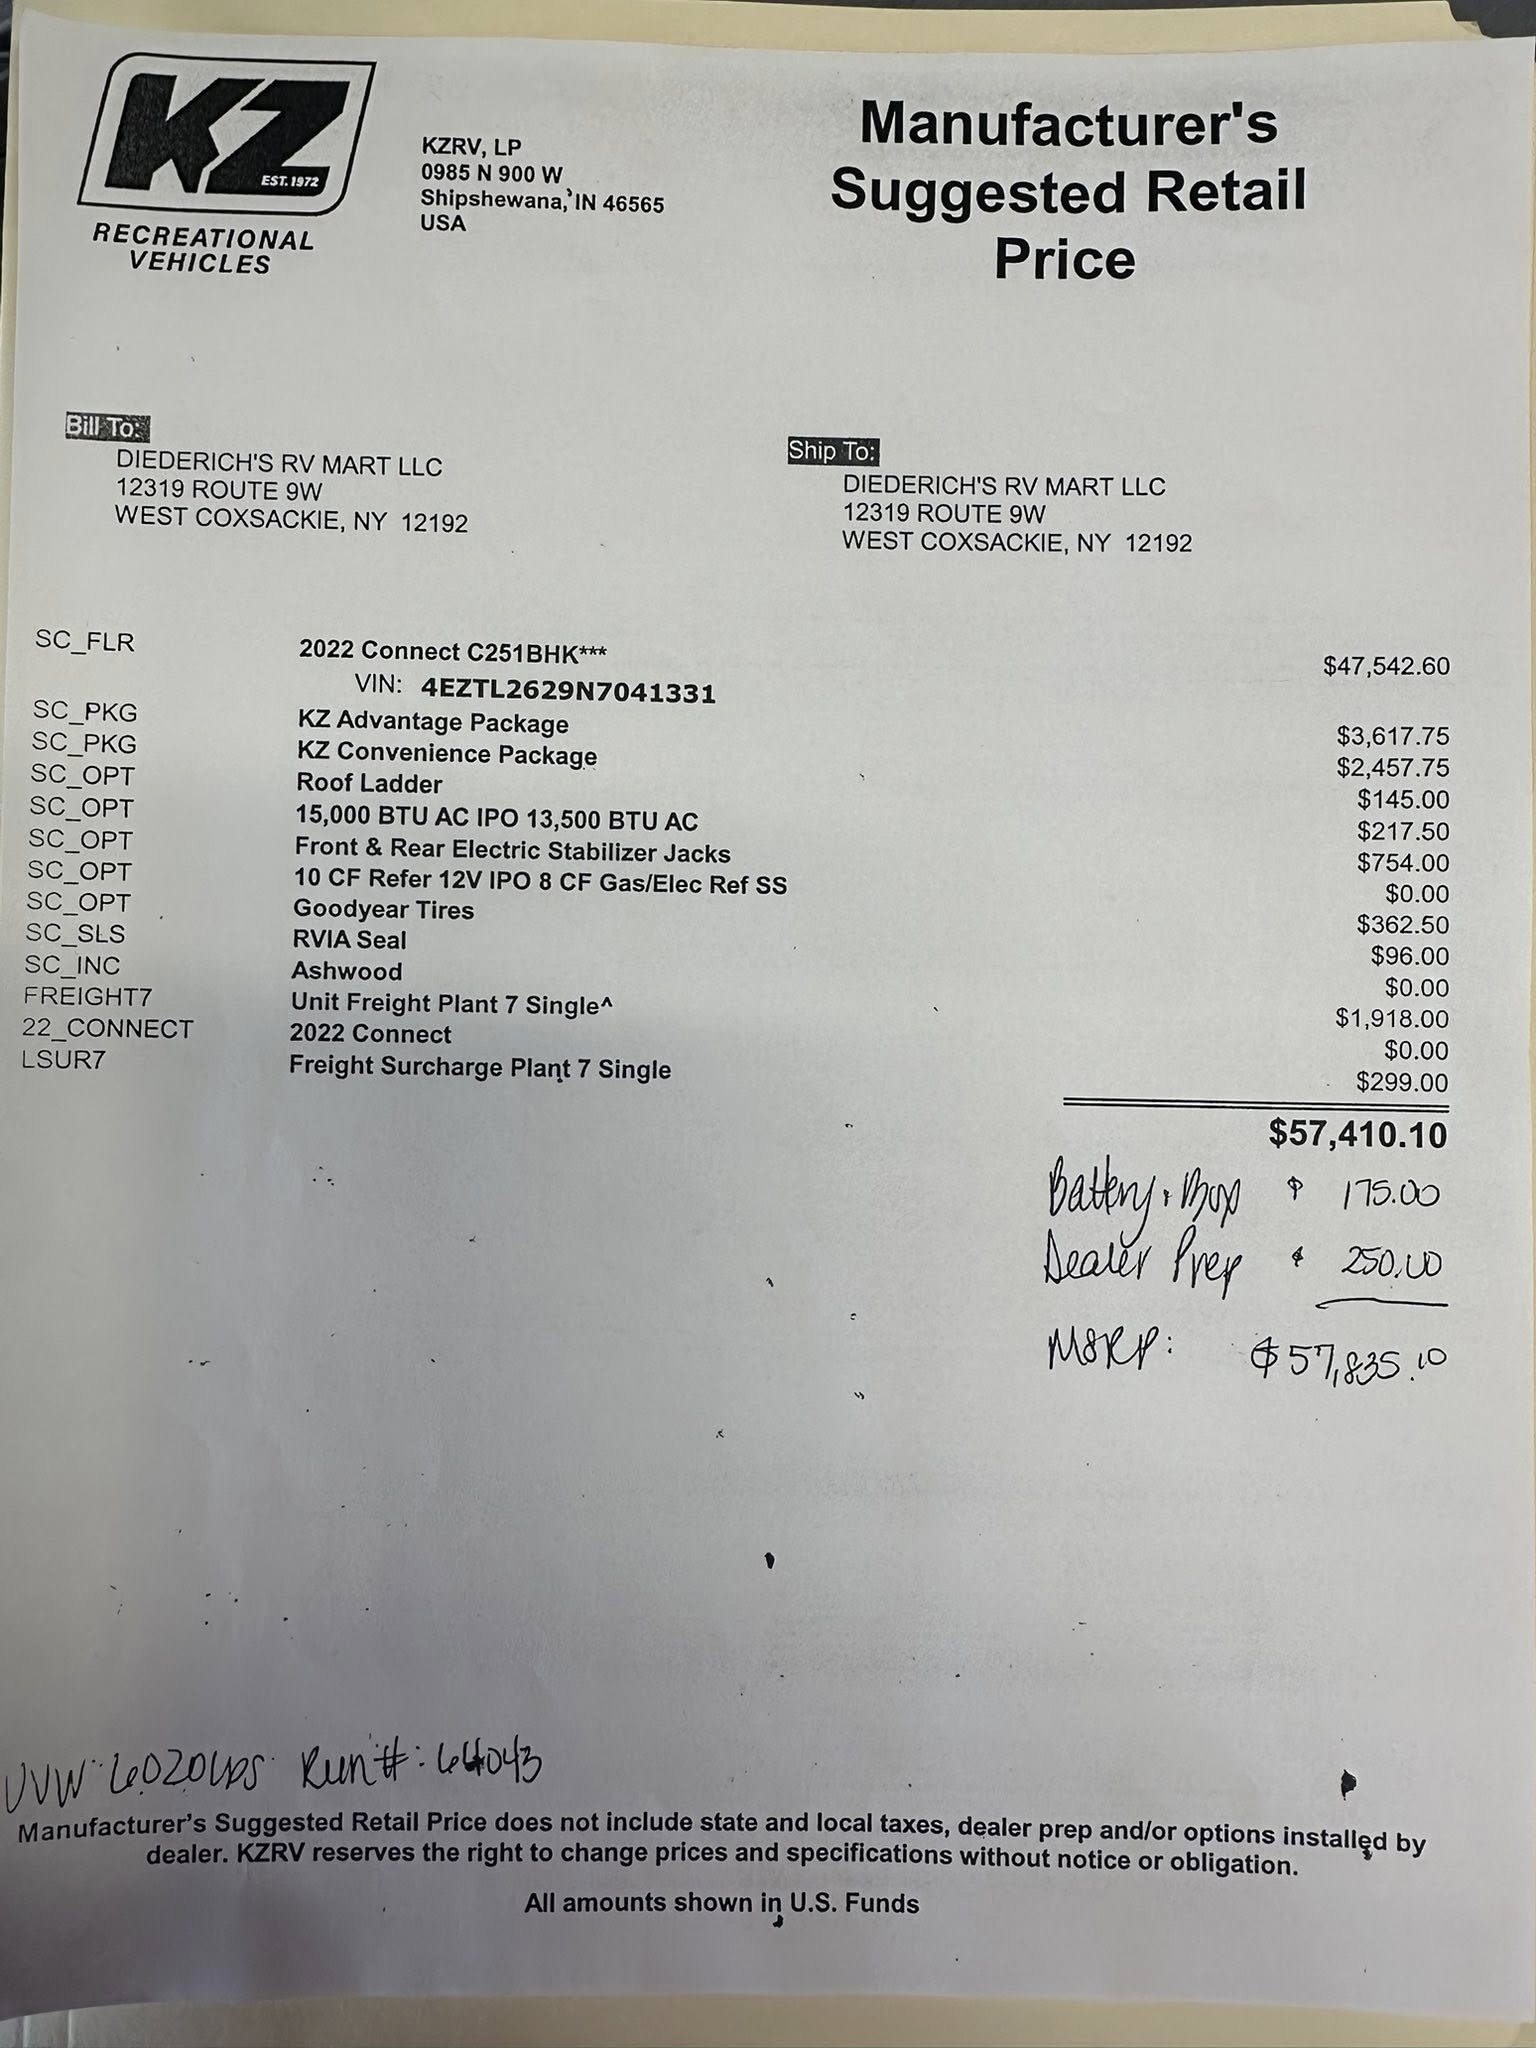 KZ
EST. 1972
RECREATIONAL
VEHICLES
KZRV, LP
0985 N 900 W
Shipshewana, IN 46565
USA
Manufacturer's
Suggested Retail
Price
Bill To:
DIEDERICH'S RV MART LLC
12319 ROUTE 9W
WEST COXSACKIE, NY 12192
Ship To:
DIEDERICH'S RV MART LLC
12319 ROUTE 9W
WEST COXSACKIE, NY 12192
SC_FLR 2022 Connect C251BHK*** $47,542.60
VIN: 4EZTL2629N7041331
SC_PKG KZ Advantage Package $3,617.75
SC_PKG KZ Convenience Package $2,457.75
SC_OPT Roof Ladder $145.00
SC_OPT 15,000 BTU AC IPO 13,500 BTU AC $217.50
SC_OPT Front & Rear Electric Stabilizer Jacks $754.00
SC_OPT 10 CF Refer 12V IPO 8 CF Gas/Elec Ref SS $0.00
SC_OPT Goodyear Tires $362.50
SC_SLS RVIA Seal $96.00
SC_INC Ashwood $0.00
FREIGHT7 Unit Freight Plant 7 Single^ $1,918.00
22_CONNECT 2022 Connect $0.00
LSUR7 Freight Surcharge Plant 7 Single $299.00
$57,410.10
Battery + Box $ 175.00
Dealer Prep $ 250.00
MSRP: $57,835.10
UVW: 6020lbs Run #: 64043
Manufacturer's Suggested Retail Price does not include state and local taxes, dealer prep and/or options installed by
dealer. KZRV reserves the right to change prices and specifications without notice or obligation.
All amounts shown in U.S. Funds